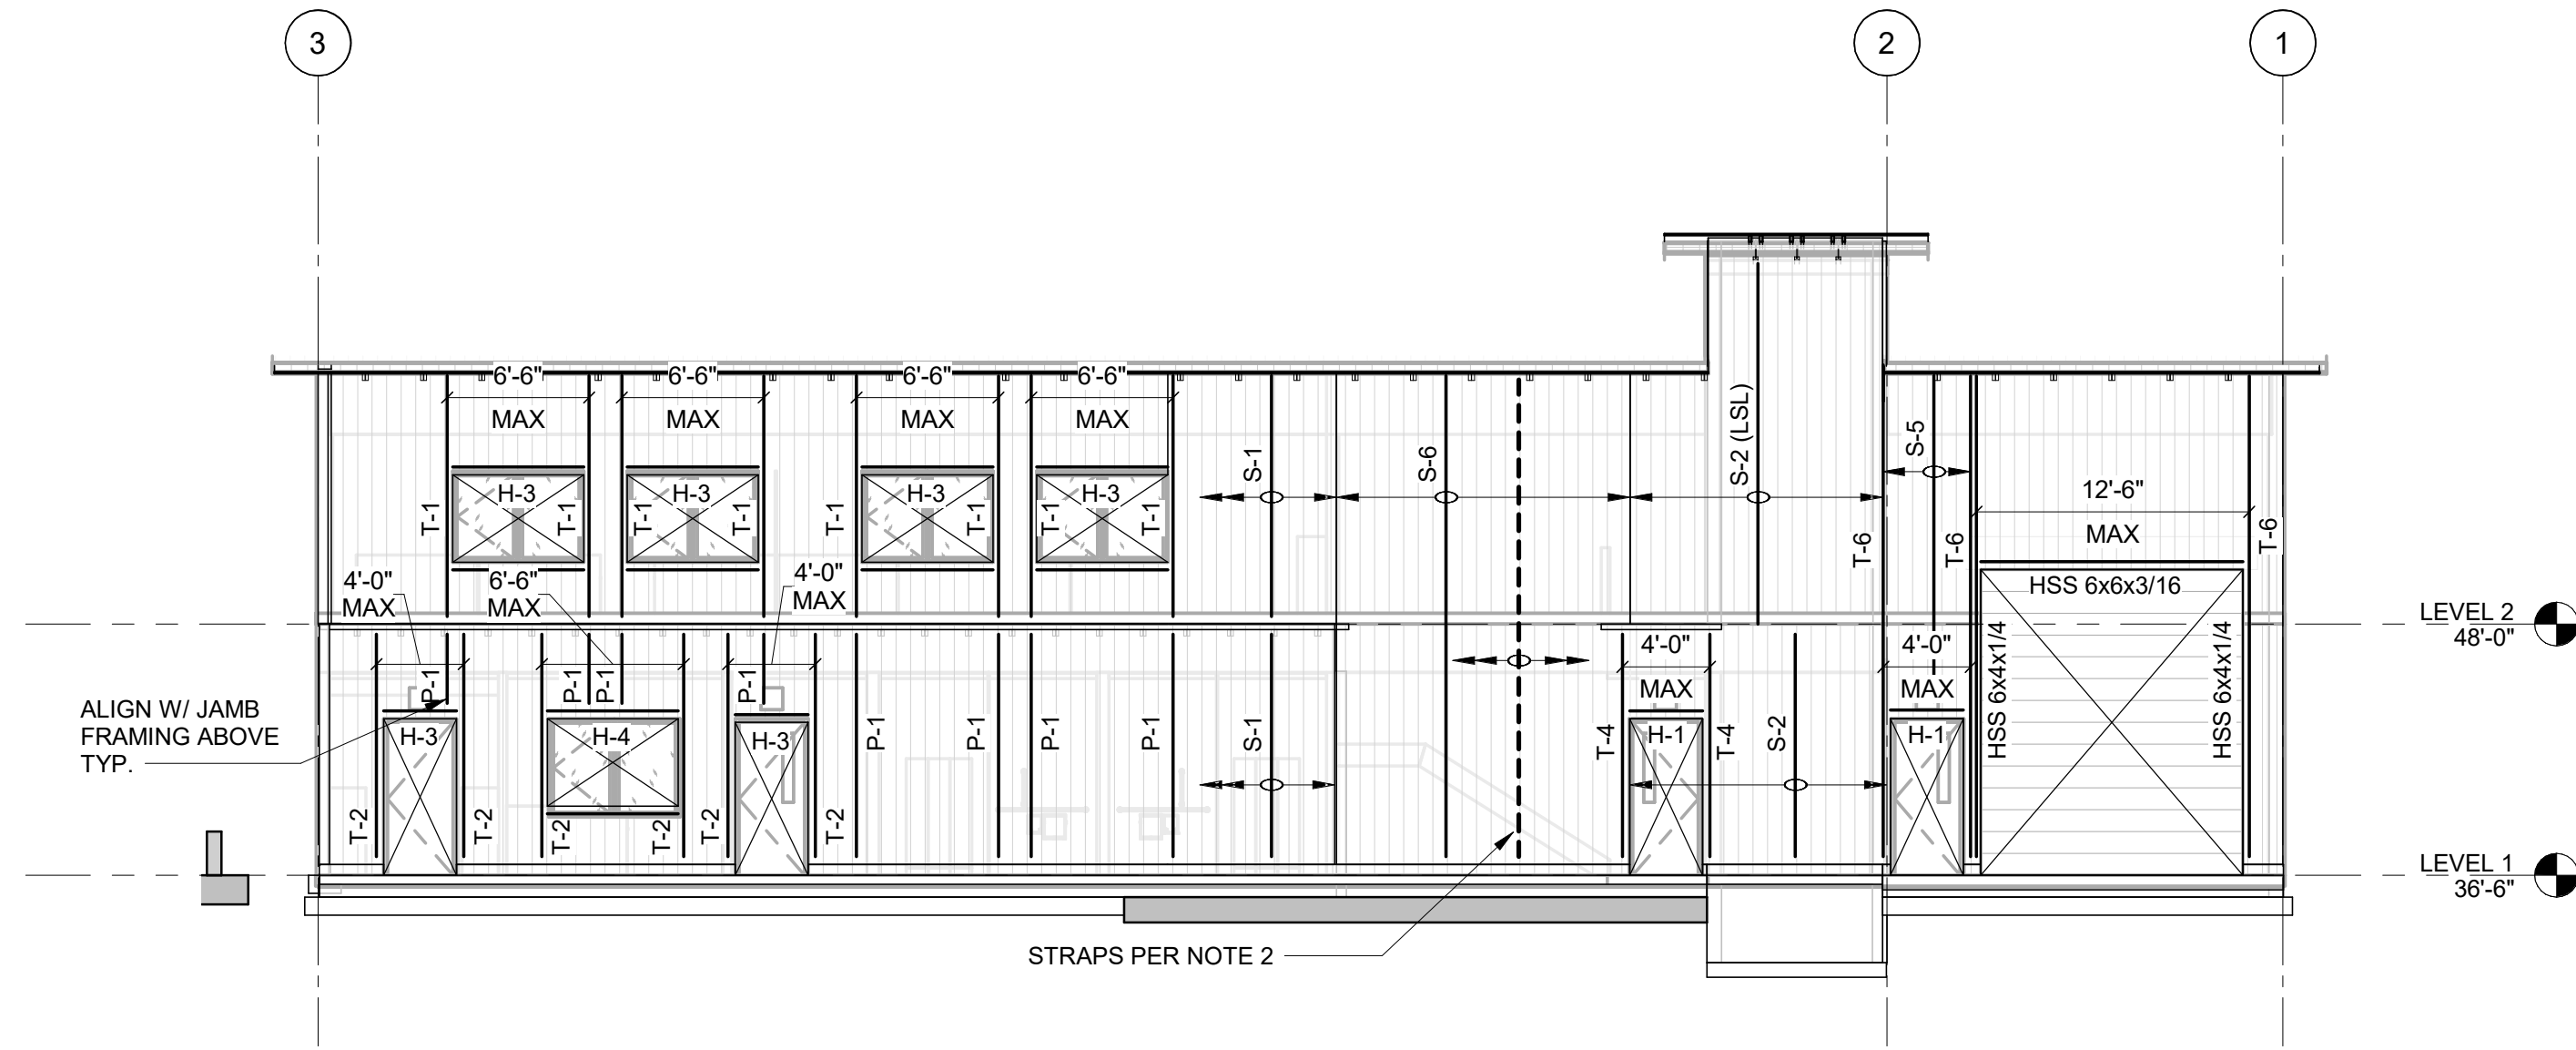 3
2
1
6'-6"
MAX
6'-6"
MAX
6'-6"
MAX
6'-6"
MAX
T-1
H-3
T-1
T-1
H-3
T-1
T-1
H-3
T-1
T-1
H-3
T-1
S-1
S-6
S-2 (LSL)
T-6
S-5
T-6
12'-6"
MAX
T-6
4'-0"
MAX
6'-6"
MAX
4'-0"
MAX
HSS 6x6x3/16
HSS 6x4x1/4
HSS 6x4x1/4
LEVEL 2
48'-0"
4'-0"
MAX
4'-0"
MAX
ALIGN W/ JAMB
FRAMING ABOVE
TYP.
P-1
P-1
P-1
P-1
P-1
P-1
P-1
P-1
S-1
H-3
H-4
H-3
T-4
H-1
T-4
S-2
H-1
T-2
T-2
T-2
T-2
T-2
T-2
LEVEL 1
36'-6"
STRAPS PER NOTE 2